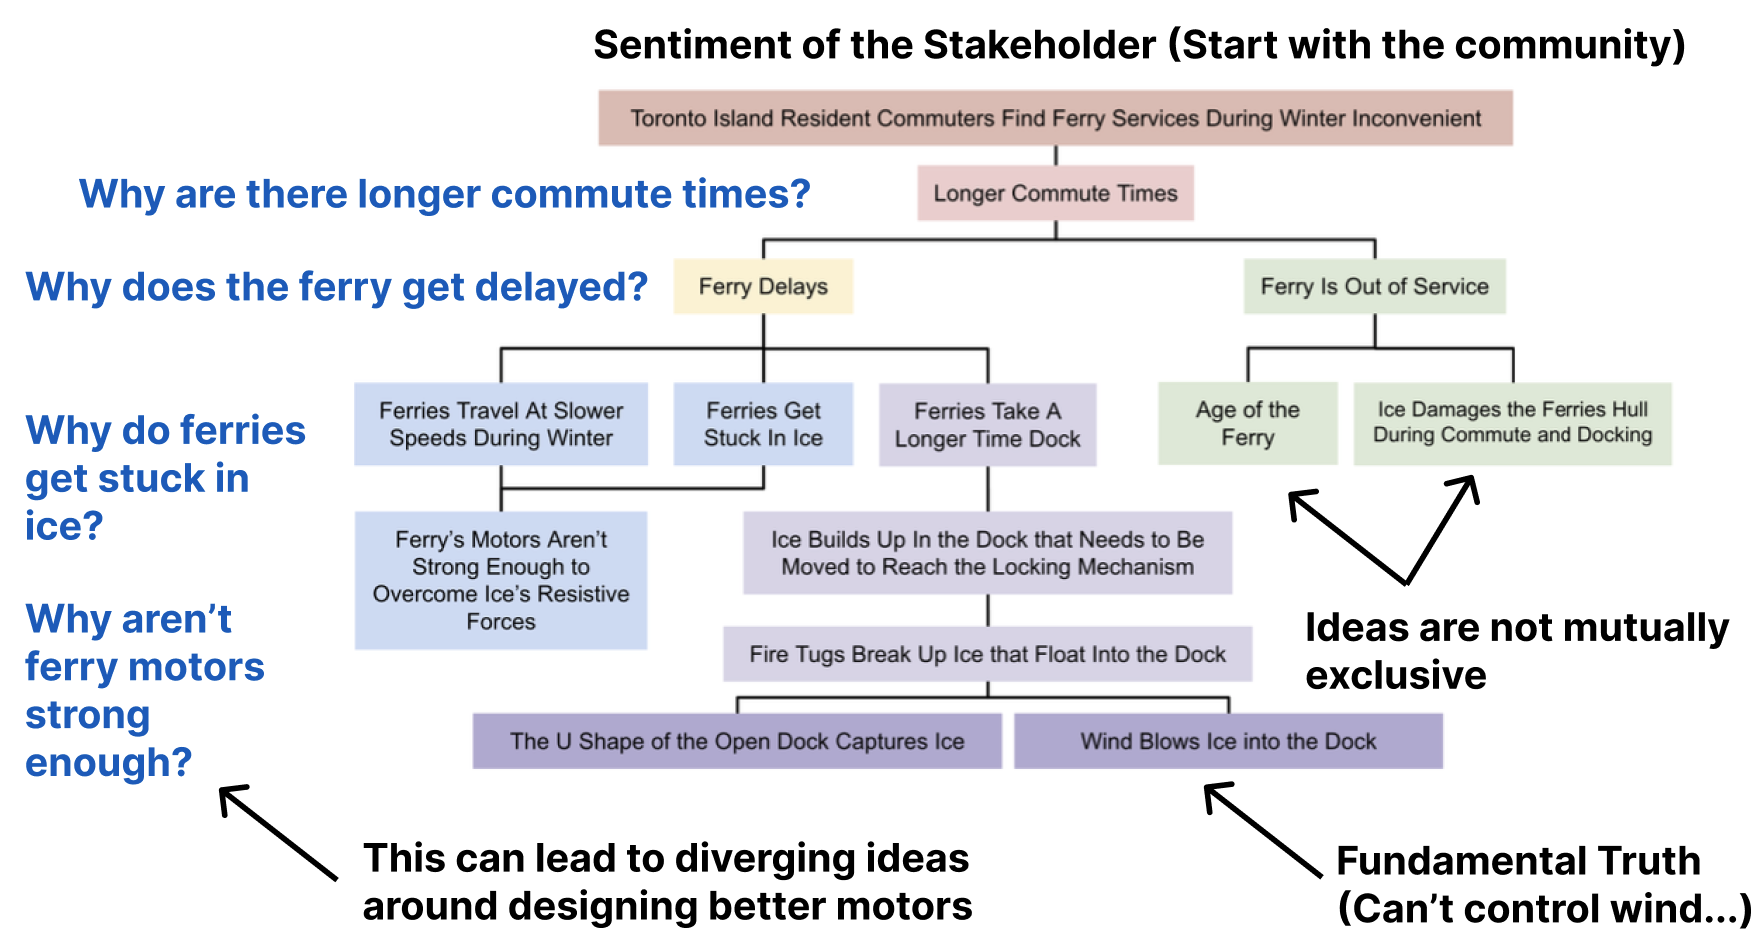 Sentiment of the Stakeholder (Start with the community)
Toronto Island Resident Commuters Find Ferry Services During Winter Inconvenient
Why are there longer commute times?
Longer Commute Times
Why does the ferry get delayed?
Ferry Delays
Ferry Is Out of Service
Why do ferries
get stuck in
ice?
Ferries Travel At Slower
Speeds During Winter
Ferries Get
Stuck In Ice
Ferries Take A
Longer Time Dock
Age of the
Ferry
Ice Damages the Ferries Hull
During Commute and Docking
Ferry's Motors Aren't
Strong Enough to
Overcome Ice's Resistive
Forces
Ice Builds Up In the Dock that Needs to Be
Moved to Reach the Locking Mechanism
Why aren't
ferry motors
strong
enough?
Fire Tugs Break Up Ice that Float Into the Dock
Ideas are not mutually
exclusive
The U Shape of the Open Dock Captures Ice
Wind Blows Ice into the Dock
This can lead to diverging ideas
around designing better motors
Fundamental Truth
(Can't control wind...)